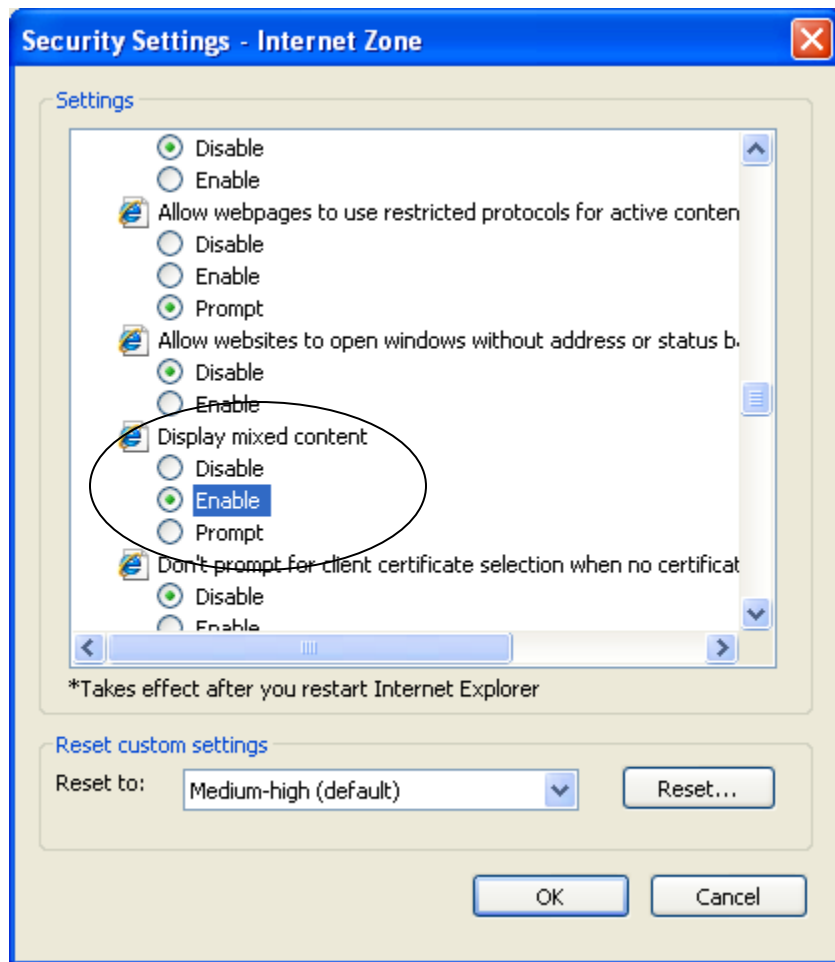 Security Settings - Internet Zone
Settings
Disable
Enable
Allow webpages to use restricted protocols for active conten
Disable
Enable
Prompt
Allow websites to open windows without address or status b
Disable
Enable
Display mixed content
Disable
Enable
Prompt
Don't prompt for client certificate selection when no certificat
Disable
Enable
*Takes effect after you restart Internet Explorer
Reset custom settings
Reset to: Medium-high (default) Reset...
OK Cancel